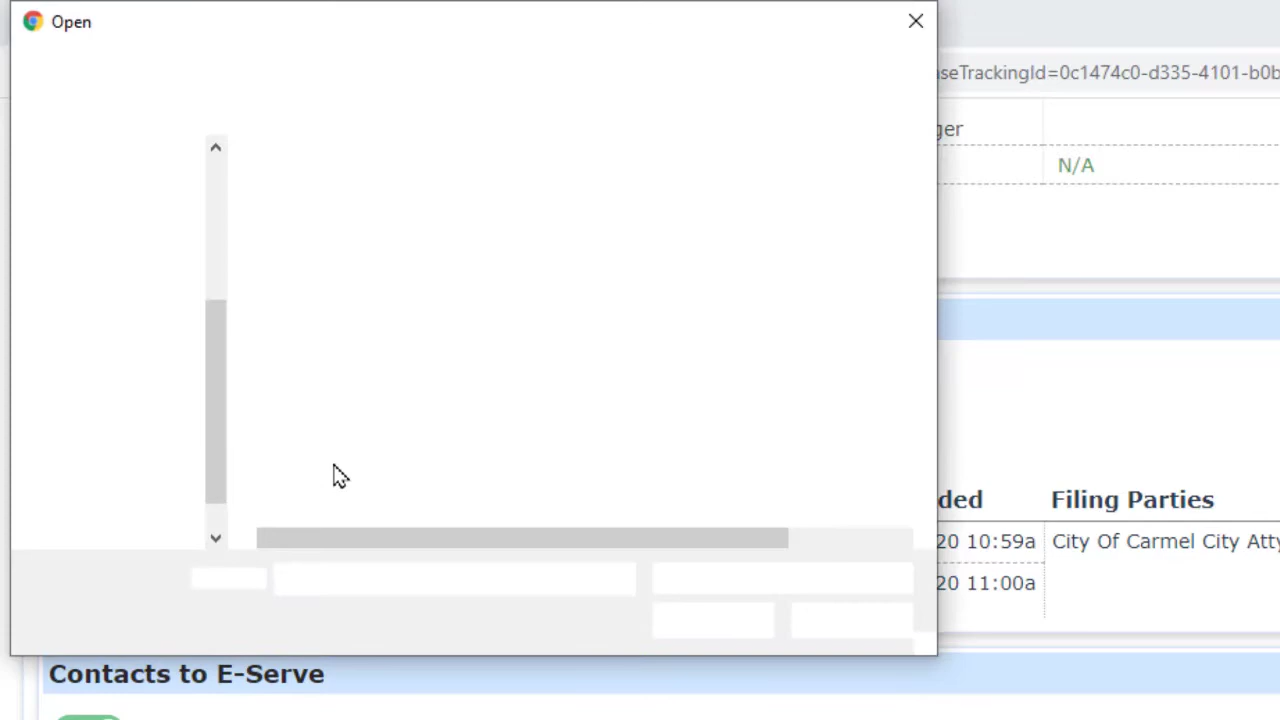 Open
aseTrackingId=0c1474c0-d335-4101-b0b
ger
N/A
ded Filing Parties
20 10:59a City Of Carmel City Atty
20 11:00a
Contacts to E-Serve